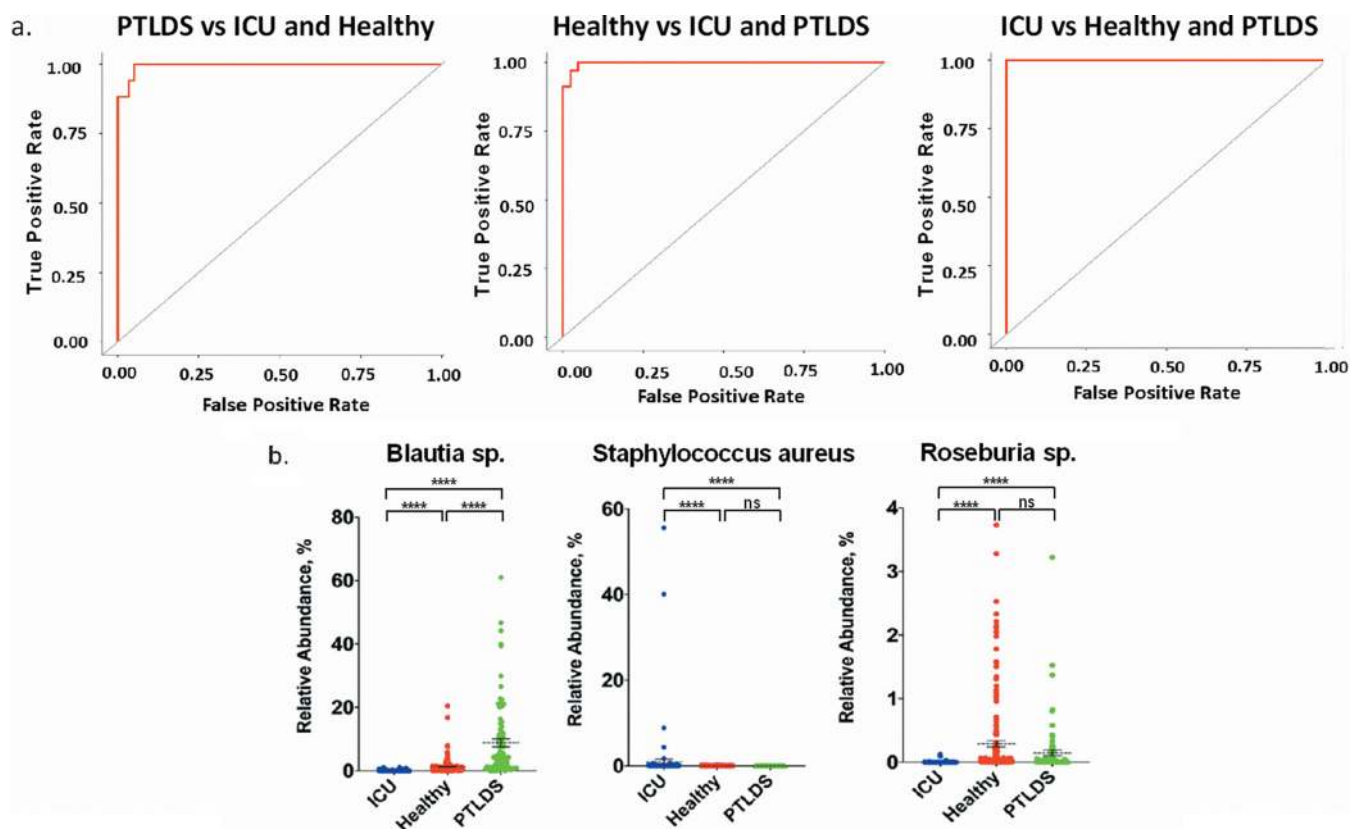 a.
PTLDS vs ICU and Healthy
True Positive Rate
1.00
0.75
0.50
0.25
0.00
0.00 0.25 0.50 0.75 1.00
False Positive Rate
Healthy vs ICU and PTLDS
True Positive Rate
1.00
0.75
0.50
0.25
0.00
0.00 0.25 0.50 0.75 1.00
False Positive Rate
ICU vs Healthy and PTLDS
True Positive Rate
1.00
0.75
0.50
0.25
0.00
0.00 0.25 0.50 0.75 1.00
False Positive Rate
b.
Blautia sp.
****
**** ****
Relative Abundance, %
80
60
40
20
0
ICU Healthy PTLDS
Staphylococcus aureus
****
**** ns
Relative Abundance, %
60
40
20
0
ICU Healthy PTLDS
Roseburia sp.
****
**** ns
Relative Abundance, %
4
3
2
1
0
ICU Healthy PTLDS